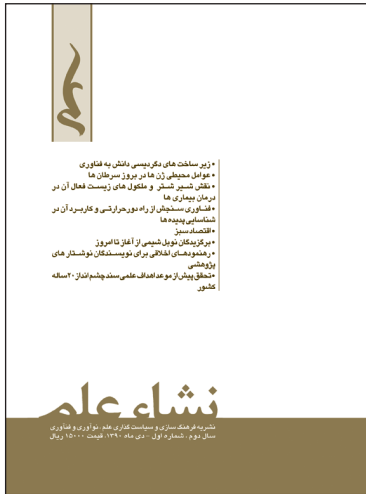 • زیر ساخت های دگردیسی دانش به فناوری
• عوامل محیطی ژن ها در بروز سرطان ها
• نقش شیر شتر و ملکول های زیست فعال آن در
درمان بیماری ها
• فناوری سنجش از راه دور حرارتی و کاربرد آن در
شناسایی پدیده ها
• اقتصاد سبز
• برگزیدگان نوبل شیمی از آغاز تا امروز
• رهنمودهای اخلاقی برای نویسندگان نوشتار های
پژوهشی
• تحقق پیش از موعد اهداف علمی سند چشم انداز ۲۰ ساله
کشور
نشاء علم
نشریه فرهنگ سازی و سیاست گذاری علم، نوآوری و فناوری
سال دوم، شماره اول - دی ماه ۱۳۹۰، قیمت ۱۵۰۰۰ ریال